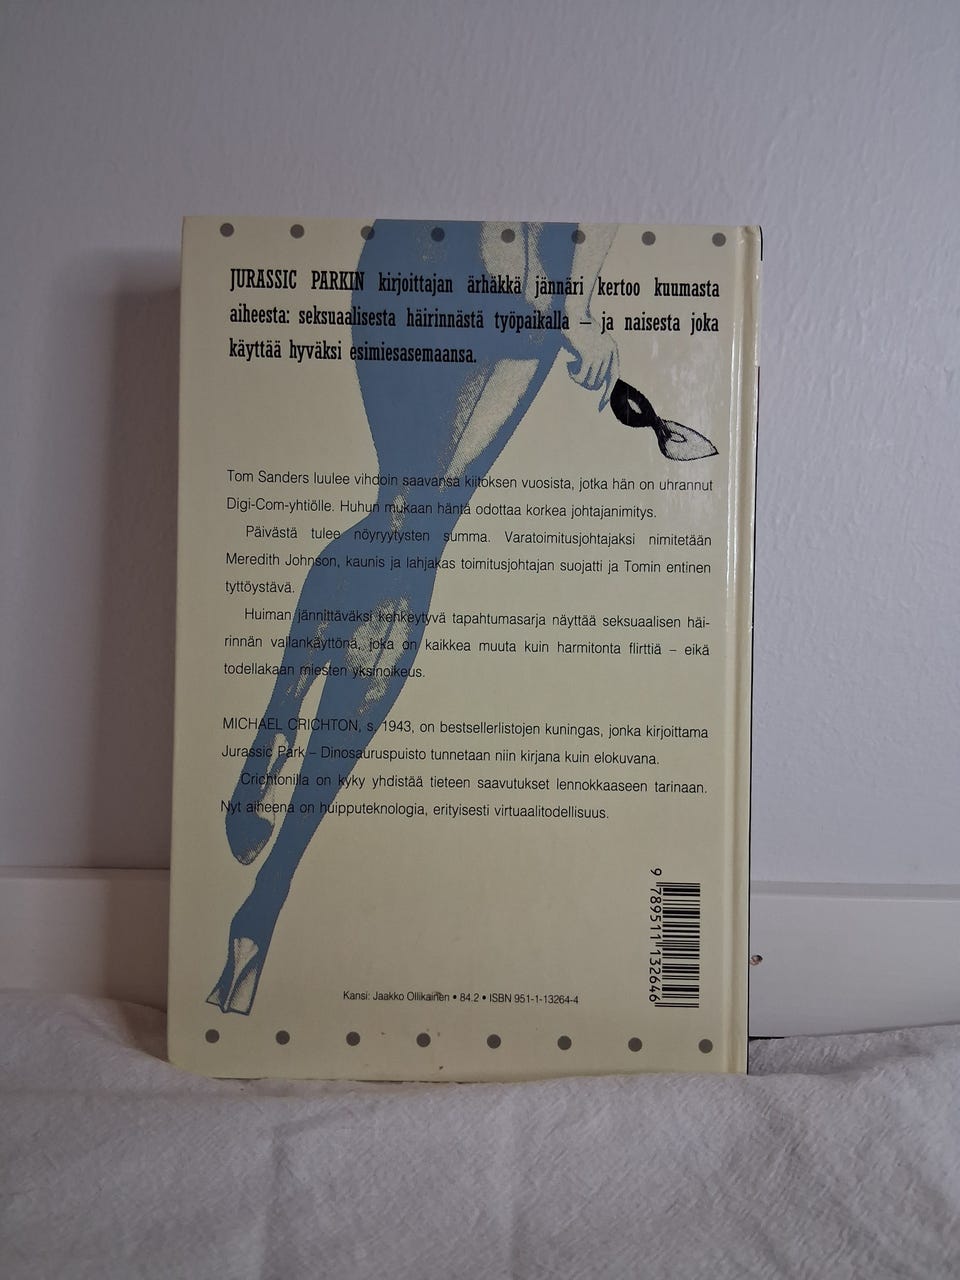 JURASSIC PARKIN kirjoittajan ärhäkkä jännäri kertoo kuumasta
aiheesta: seksuaalisesta häirinnästä työpaikalla – ja naisesta joka
käyttää hyväksi esimiesasemaansa.
Tom Sanders luulee vihdoin saavansa kiitoksen vuosista, jotka hän on uhrannut
Digi-Com-yhtiölle. Huhun mukaan häntä odottaa korkea johtajanimitys.
Päivästä tulee nöyryytysten summa. Varatoimitusjohtajaksi nimitetään
Meredith Johnson, kaunis ja lahjakas toimitusjohtajan suojatti ja Tomin entinen
tyttöystävä.
Huiman jännittäväksi kehkeytyvä tapahtumasarja näyttää seksuaalisen häi-
rinnän vallankäyttönä, joka on kaikkea muuta kuin harmitonta flirttiä – eikä
todellakaan miesten yksinoikeus.
MICHAEL CRICHTON, s. 1943, on bestsellerlistojen kuningas, jonka kirjoittama
Jurassic Park – Dinosauruspuisto tunnetaan niin kirjana kuin elokuvana.
Crichtonilla on kyky yhdistää tieteen saavutukset lennokkaaseen tarinaan.
Nyt aiheena on huipputeknologia, erityisesti virtuaalitodellisuus.
9 789511 132646
Kansi: Jaakko Ollikainen • 84.2 • ISBN 951-1-13264-4